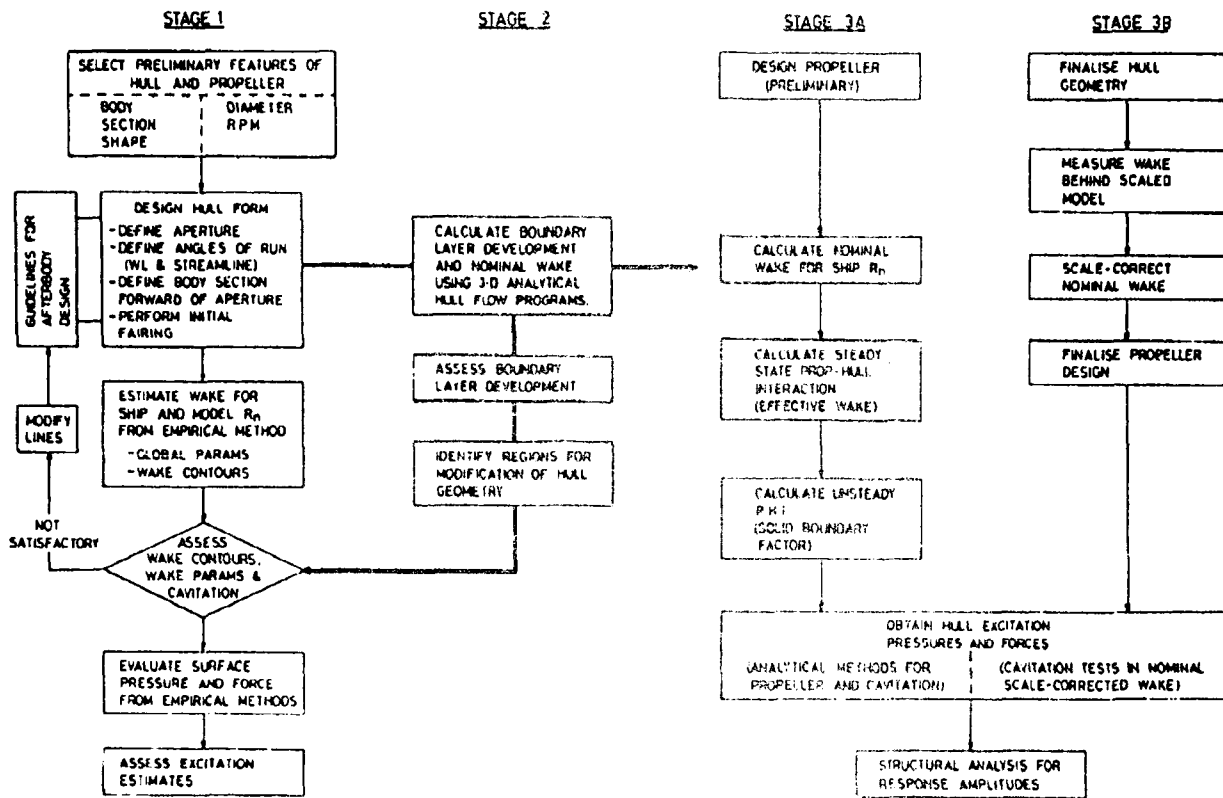 STAGE 1
SELECT PRELIMINARY FEATURES OF
HULL AND PROPELLER
BODY
SECTION
SHAPE
DIAMETER
RPM
GUIDELINES FOR
AFTERBODY
DESIGN
DESIGN HULL FORM
-DEFINE APERTURE
-DEFINE ANGLES OF RUN
(WL & STREAMLINE)
-DEFINE BODY SECTION
FORWARD OF APERTURE
-PERFORM INITIAL
FAIRING
MODIFY
LINES
ESTIMATE WAKE FOR
SHIP AND MODEL Rn
FROM EMPIRICAL METHOD
-GLOBAL PARAMS
-WAKE CONTOURS
NOT
SATISFACTORY
ASSESS
WAKE CONTOURS,
WAKE PARAMS &
CAVITATION
EVALUATE SURFACE
PRESSURE AND FORCE
FROM EMPIRICAL METHODS
ASSESS EXCITATION
ESTIMATES
STAGE 2
CALCULATE BOUNDARY
LAYER DEVELOPMENT
AND NOMINAL WAKE
USING 3-D ANALYTICAL
HULL FLOW PROGRAMS.
ASSESS BOUNDARY
LAYER DEVELOPMENT
IDENTIFY REGIONS FOR
MODIFICATION OF HULL
GEOMETRY
STAGE 3A
DESIGN PROPELLER
(PRELIMINARY)
CALCULATE NOMINAL
WAKE FOR SHIP Rn
CALCULATE STEADY
STATE PROP-HULL
INTERACTION
(EFFECTIVE WAKE)
CALCULATE UNSTEADY
P.H.I
(SOLID BOUNDARY
FACTOR)
STAGE 3B
FINALISE HULL
GEOMETRY
MEASURE WAKE
BEHIND SCALED
MODEL
SCALE-CORRECT
NOMINAL WAKE
FINALISE PROPELLER
DESIGN
OBTAIN HULL EXCITATION
PRESSURES AND FORCES
(ANALYTICAL METHODS FOR
PROPELLER AND CAVITATION)
(CAVITATION TESTS IN NOMINAL
SCALE-CORRECTED WAKE)
STRUCTURAL ANALYSIS FOR
RESPONSE AMPLITUDES